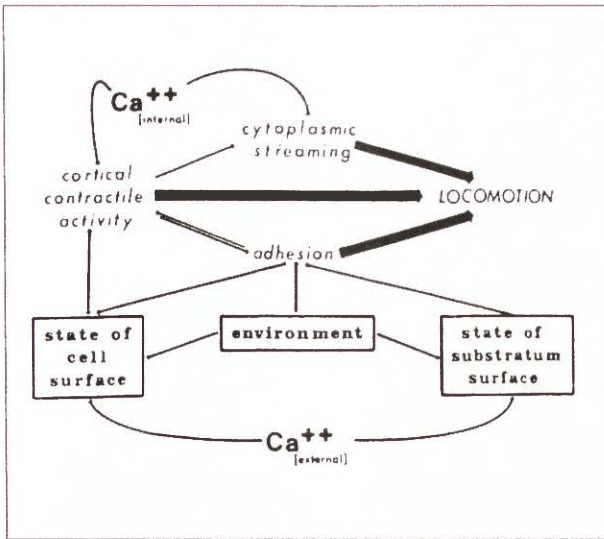 Ca++
[internal]
cytoplasmic
streaming
cortical
contractile
activity
LOCOMOTION
adhesion
state of
cell
surface
environment
state of
substratum
surface
Ca++
[external]